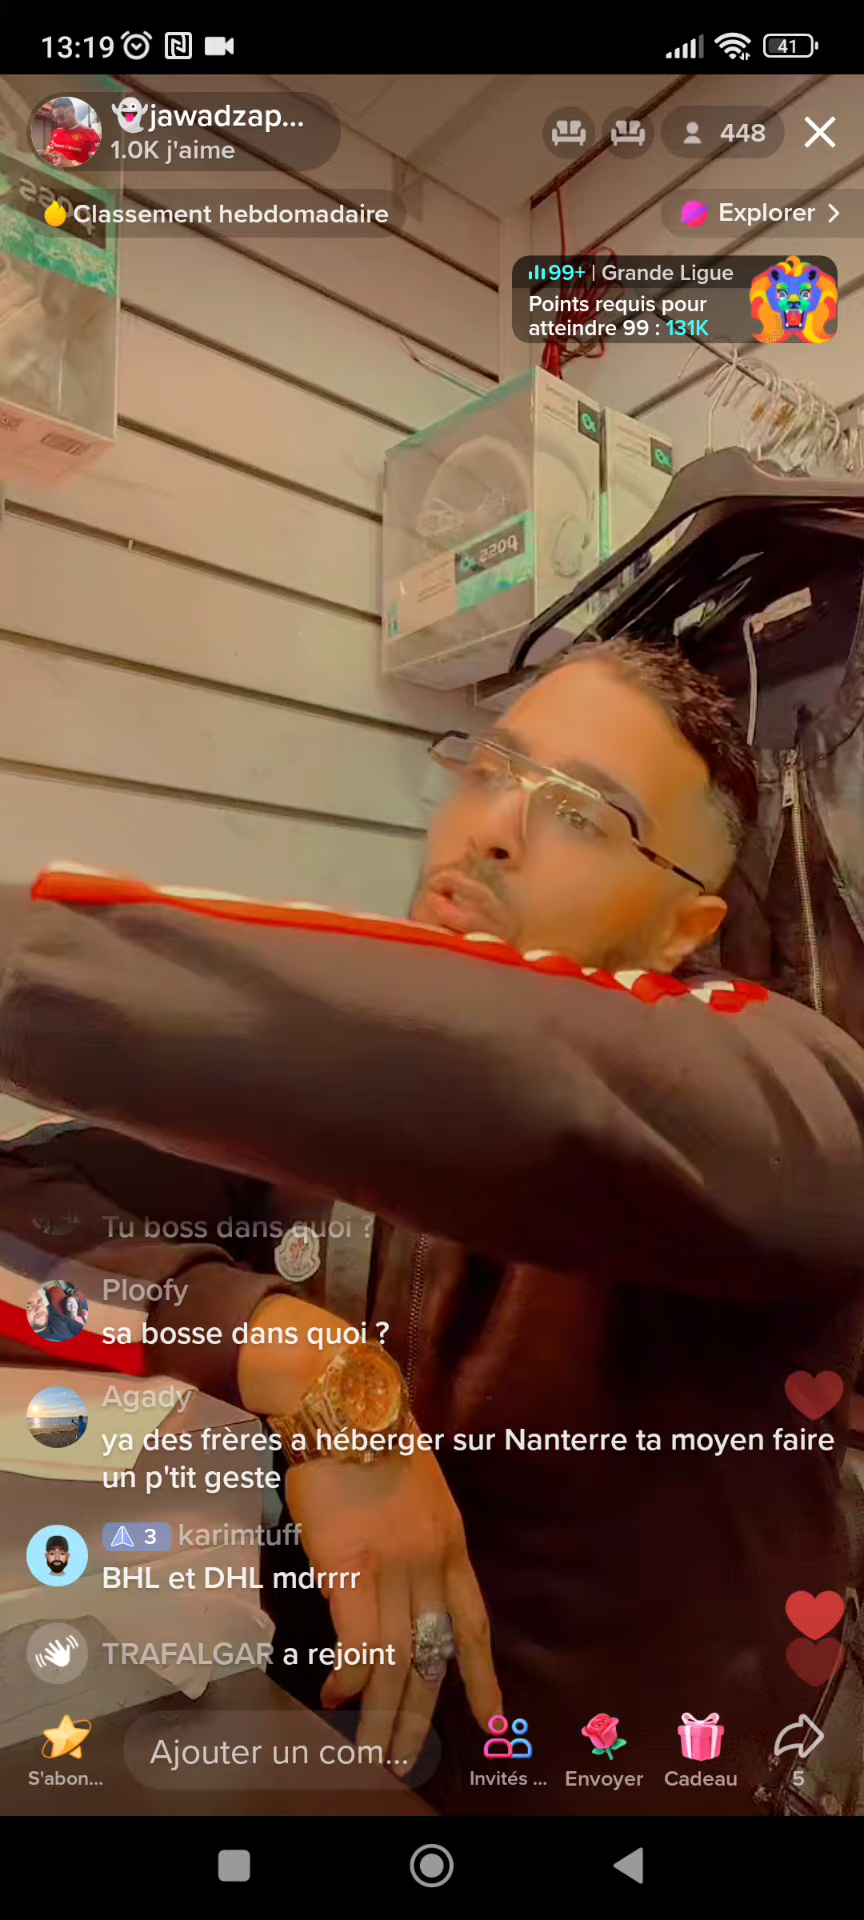 13:19
41
👻jawadzap...
1.0K j'aime
448
Classement hebdomadaire
Explorer >
99+ | Grande Ligue
Points requis pour
atteindre 99 : 131K
Tu boss dans quoi ?
Ploofy
sa bosse dans quoi ?
Agady
ya des frères a héberger sur Nanterre ta moyen faire
un p'tit geste
3 karimtuff
BHL et DHL mdrrrr
TRAFALGAR a rejoint
S'abon...
Ajouter un com...
Invités ...
Envoyer
Cadeau
5